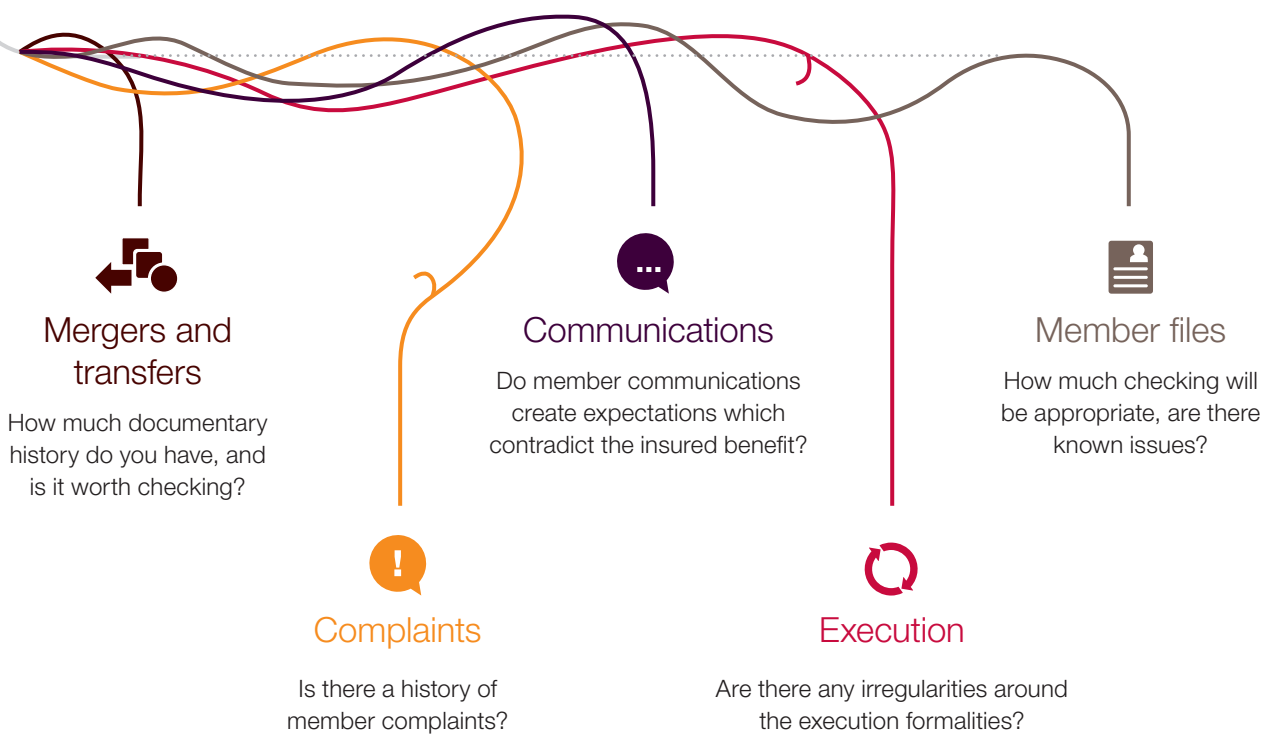 Mergers and
transfers
How much documentary
history do you have, and
is it worth checking?
!
Complaints
Is there a history of
member complaints?
...
Communications
Do member communications
create expectations which
contradict the insured benefit?
Execution
Are there any irregularities around
the execution formalities?
Member files
How much checking will
be appropriate, are there
known issues?